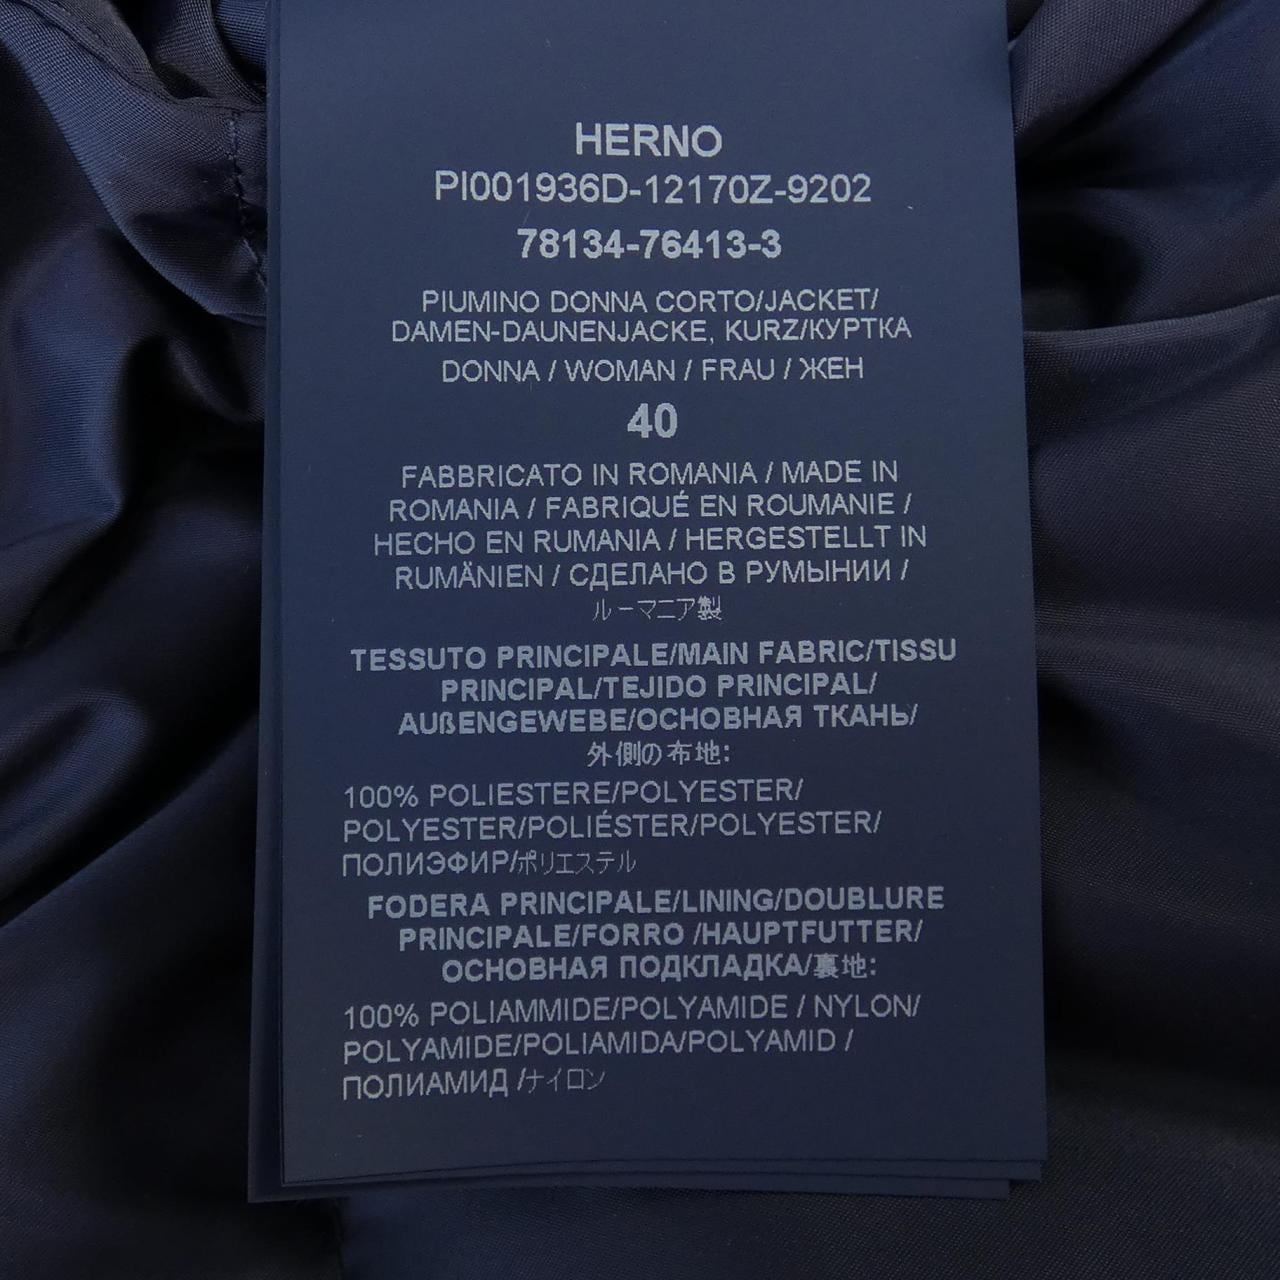 HERNO
PI001936D-12170Z-9202
78134-76413-3
PIUMINO DONNA CORTO/JACKET/
DAMEN-DAUNENJACKE, KURZ/КУРТКА
DONNA / WOMAN / FRAU / ЖЕН
40
FABBRICATO IN ROMANIA / MADE IN
ROMANIA / FABRIQUÉ EN ROUMANIE /
HECHO EN RUMANIA / HERGESTELLT IN
RUMÄNIEN / СДЕЛАНО В РУМЫНИИ /
ルーマニア製
TESSUTO PRINCIPALE/MAIN FABRIC/TISSU
PRINCIPAL/TEJIDO PRINCIPAL/
AUßENGEWEBE/ОСНОВНАЯ ТКАНЬ/
外側の布地:
100% POLIESTERE/POLYESTER/
POLYESTER/POLIÉSTER/POLYESTER/
ПОЛИЭФИР/ポリエステル
FODERA PRINCIPALE/LINING/DOUBLURE
PRINCIPALE/FORRO /HAUPTFUTTER/
ОСНОВНАЯ ПОДКЛАДКА/裏地:
100% POLIAMMIDE/POLYAMIDE / NYLON/
POLYAMIDE/POLIAMIDA/POLYAMID /
ПОЛИАМИД /ナイロン